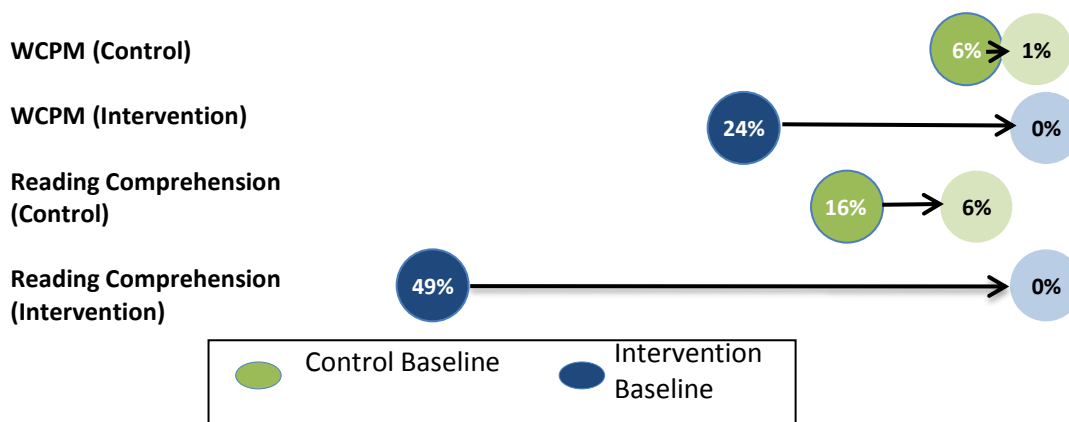 WCPM (Control)
6%
1%
WCPM (Intervention)
24%
0%
Reading Comprehension
(Control)
16%
6%
Reading Comprehension
(Intervention)
49%
0%
Control Baseline
Intervention
Baseline